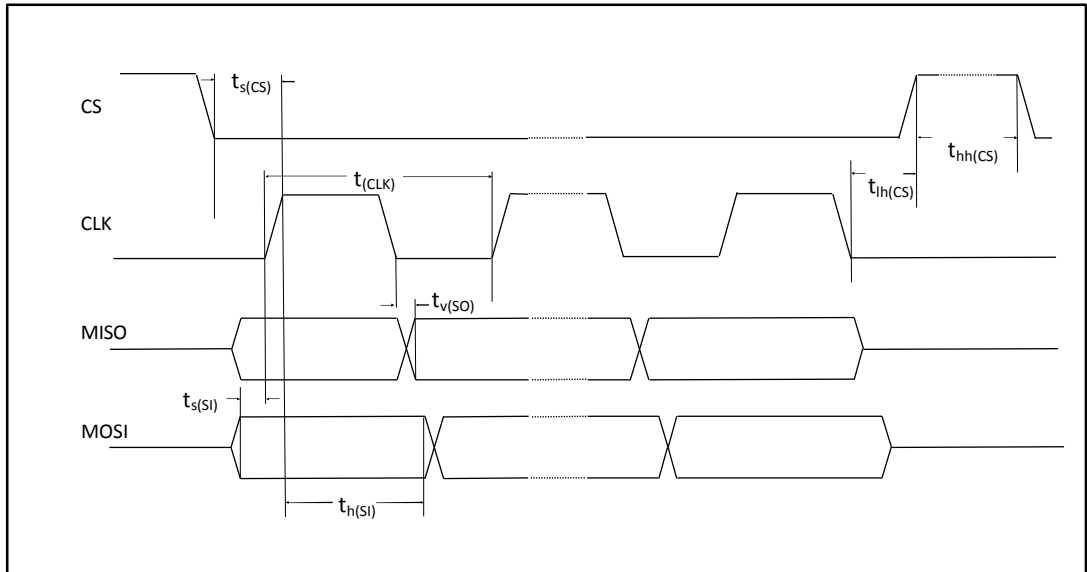 CS
t_s(CS)
t_hh(CS)
t_lh(CS)
t_(CLK)
CLK
t_v(SO)
MISO
t_s(SI)
MOSI
t_h(SI)